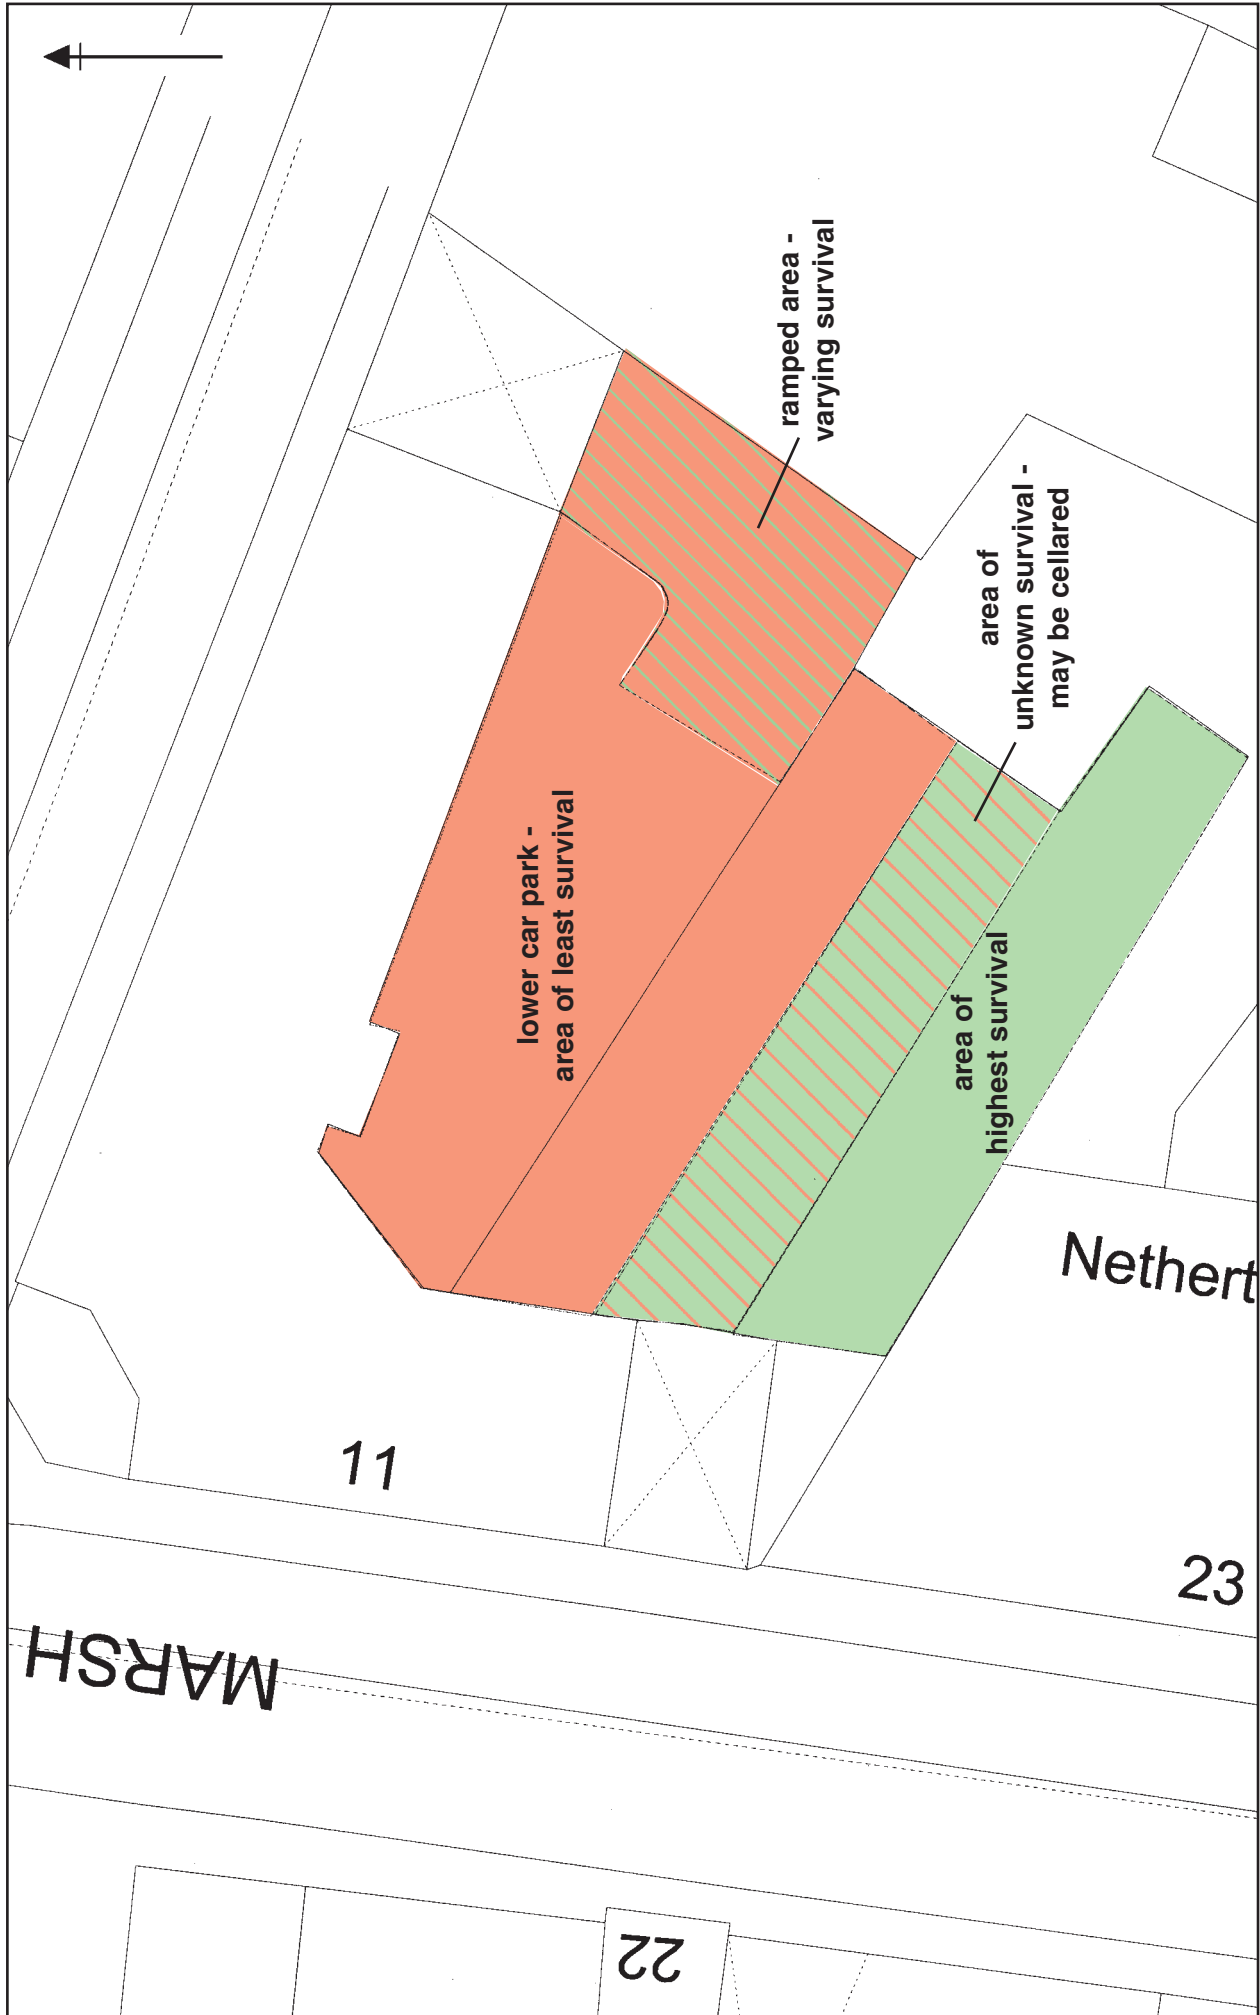 MARSH
11
22
23
Nethert
lower car park -
area of least survival
ramped area -
varying survival
area of
unknown survival -
may be cellared
area of
highest survival